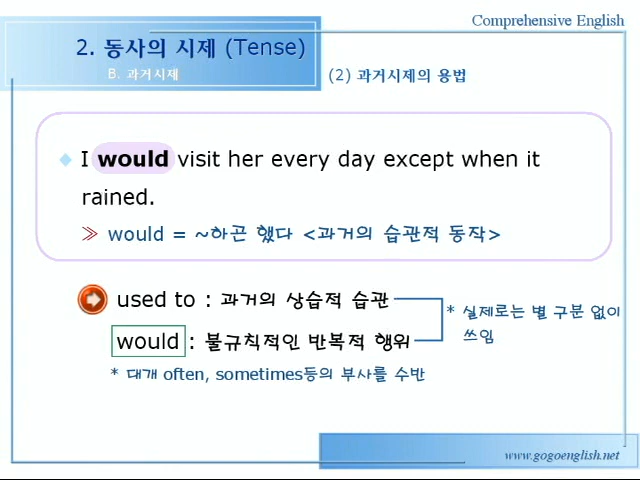 Comprehensive English
2. 동사의 시제 (Tense)
B. 과거시제
(2) 과거시제의 용법
I would visit her every day except when it
rained.
≫ would = ~하곤 했다 <과거의 습관적 동작>
used to : 과거의 상습적 습관
* 실제로는 별 구분 없이
쓰임
would : 불규칙적인 반복적 행위
* 대개 often, sometimes등의 부사를 수반
www.gogoenglish.net